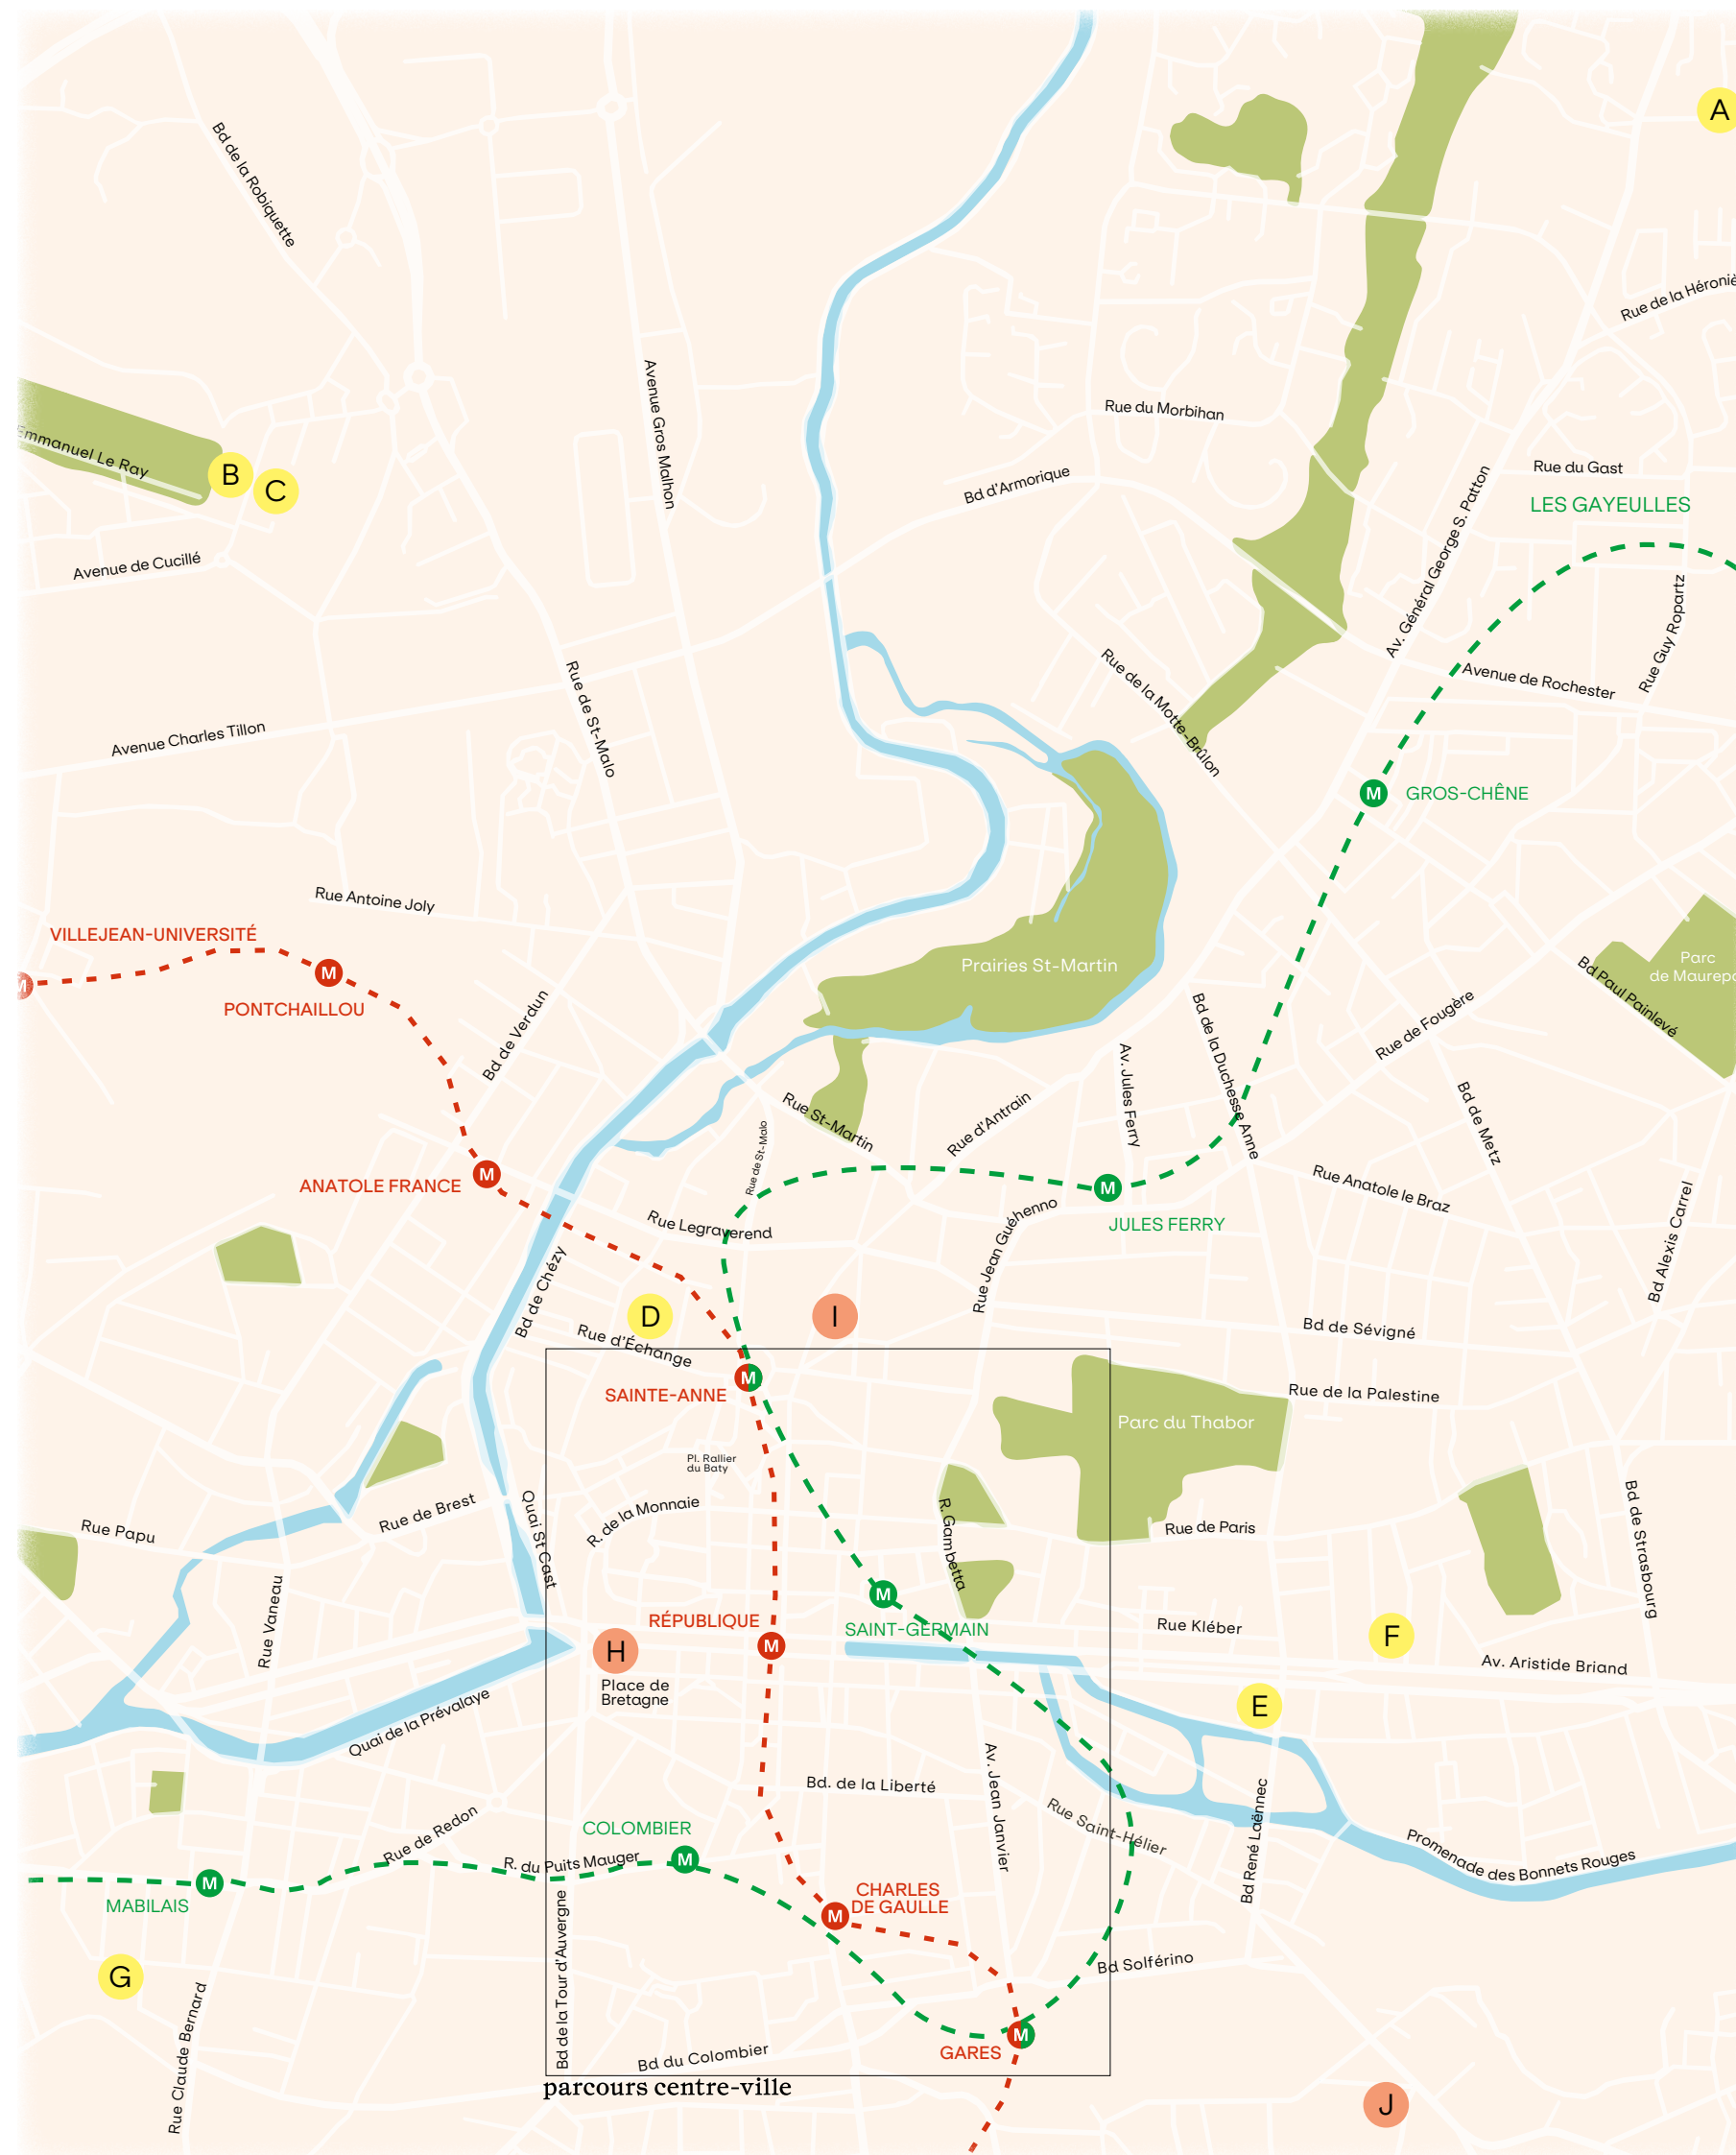 A
Bd de la Robiquette
Rue de la Héroniè
Avenue Gros Malhon
Rue du Morbihan
Emmanuel Le Ray
B
C
Bd d'Armorique
Rue du Gast
LES GAYEULLES
Av. Général George S. Patton
Avenue de Cucillé
Rue Guy Ropartz
Rue de St-Malo
Rue de la Motte-Brûlon
Avenue de Rochester
Avenue Charles Tillon
M
GROS-CHÊNE
Rue Antoine Joly
VILLEJEAN-UNIVERSITÉ
M
M
PONTCHAILLOU
Prairies St-Martin
Parc
de Maurepa
Bd Paul Painlevé
Bd de Verdun
Bd de la Duchesse Anne
Rue de Fougère
Av. Jules Ferry
Rue St-Martin
Rue d'Antrain
Bd de Metz
Rue de St-Malo
M
ANATOLE FRANCE
M
JULES FERRY
Rue Anatole le Braz
Rue Legraverend
Rue Jean Guéhenno
Bd Alexis Carrel
Bd de Chézy
D
I
Rue d'Échange
Bd de Sévigné
M
SAINTE-ANNE
Rue de la Palestine
Parc du Thabor
Pl. Rallier
du Baty
Rue de Brest
Quai St Cast
R. de la Monnaie
R. Gambetta
Rue de Paris
Bd de Strasbourg
Rue Papu
Rue Vaneau
M
SAINT-GERMAIN
RÉPUBLIQUE
M
H
Place de
Bretagne
Rue Kléber
F
Av. Aristide Briand
E
Quai de la Prévalaye
Bd. de la Liberté
Av. Jean Janvier
Rue Saint-Hélier
Bd René Laënnec
Promenade des Bonnets Rouges
Rue de Redon
COLOMBIER
M
R. du Puits Mauger
M
MABILAIS
CHARLES
DE GAULLE
M
G
Rue Claude Bernard
Bd de la Tour d'Auvergne
Bd Solférino
M
GARES
Bd du Colombier
parcours centre-ville
J